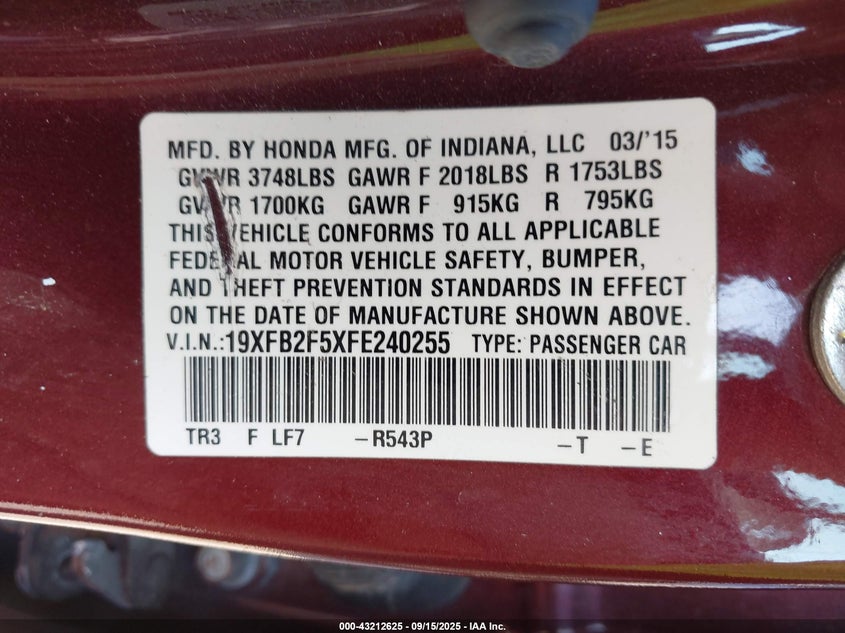 MFD. BY HONDA MFG. OF INDIANA, LLC 03/'15
GVWR 3748LBS GAWR F 2018LBS R 1753LBS
GVWR 1700KG GAWR F 915KG R 795KG
THIS VEHICLE CONFORMS TO ALL APPLICABLE
FEDERAL MOTOR VEHICLE SAFETY, BUMPER,
AND THEFT PREVENTION STANDARDS IN EFFECT
ON THE DATE OF MANUFACTURE SHOWN ABOVE.
V.I.N.:19XFB2F5XFE240255 TYPE: PASSENGER CAR
TR3 F LF7 –R543P –T –E
000-43212625 - 09/15/2025 - IAA Inc.